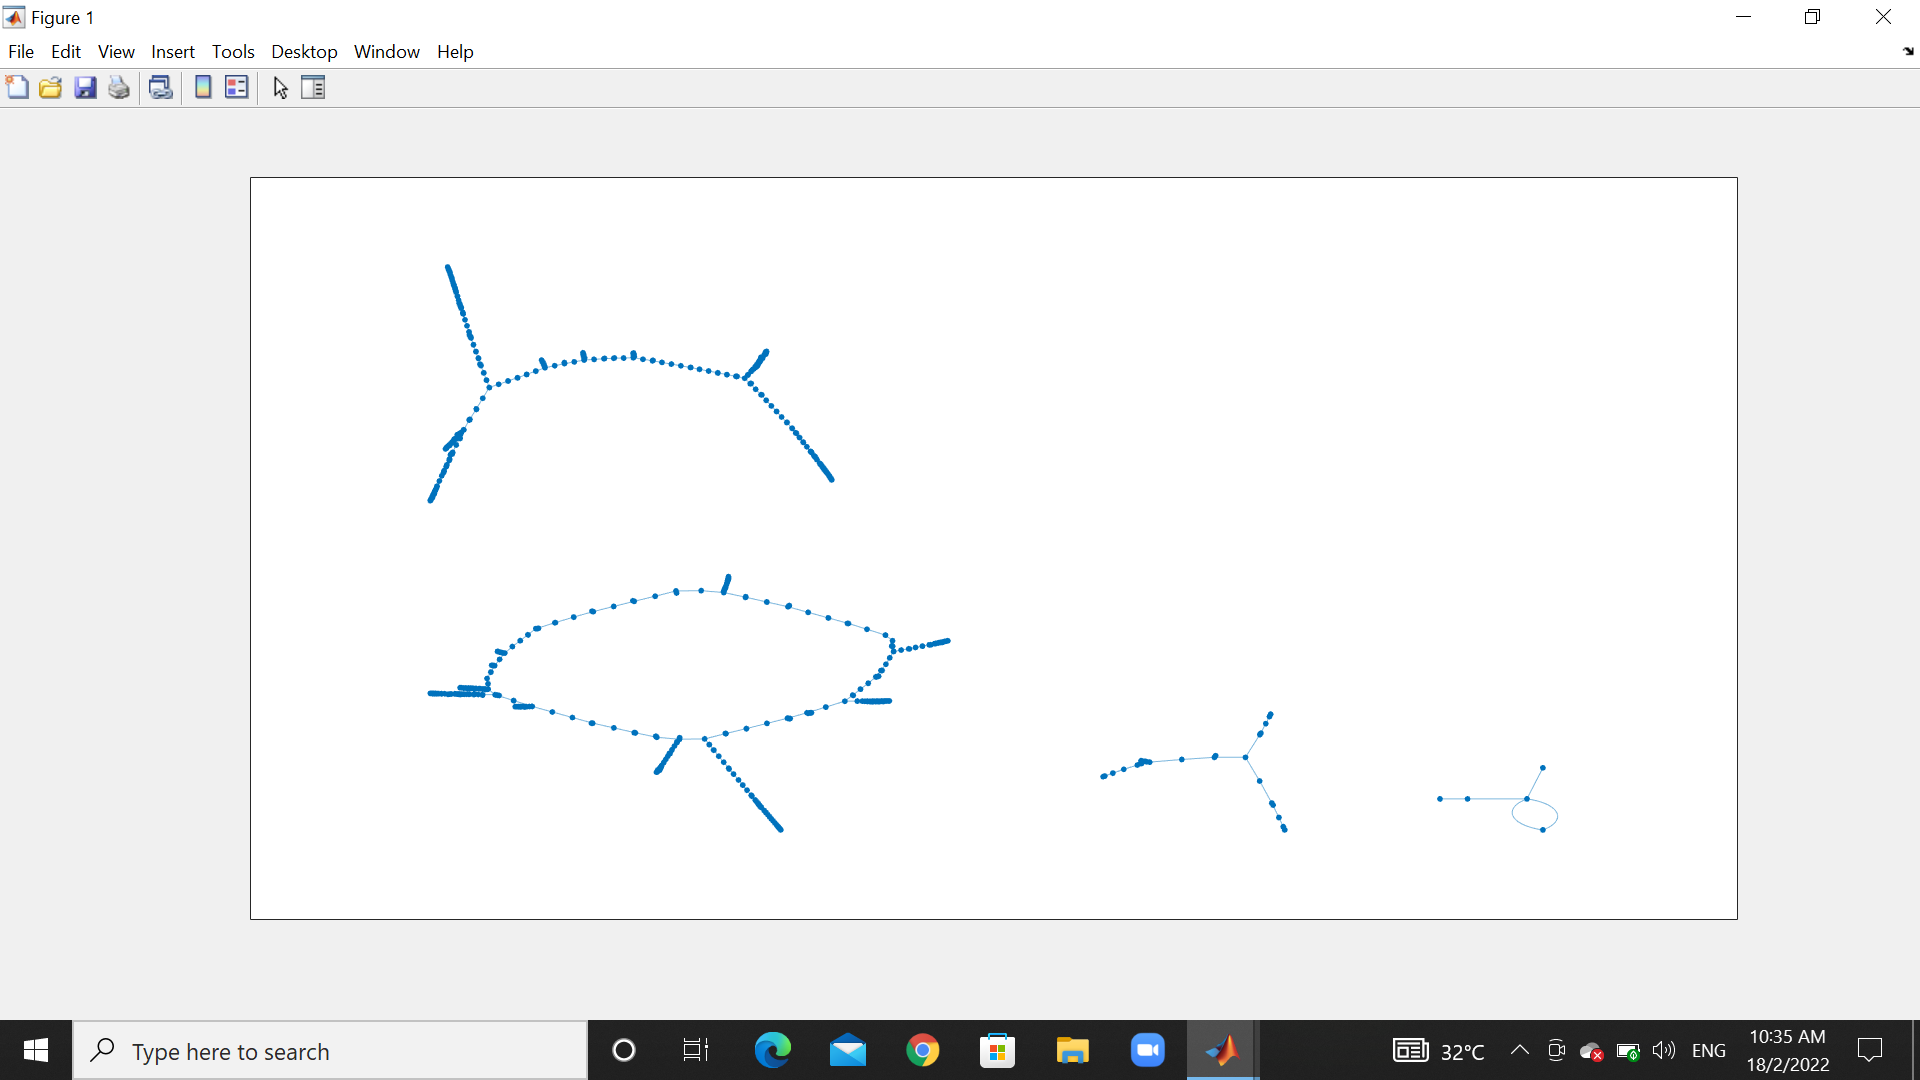 Figure 1
File Edit View Insert Tools Desktop Window Help
Type here to search
32°C
ENG
10:35 AM
18/2/2022